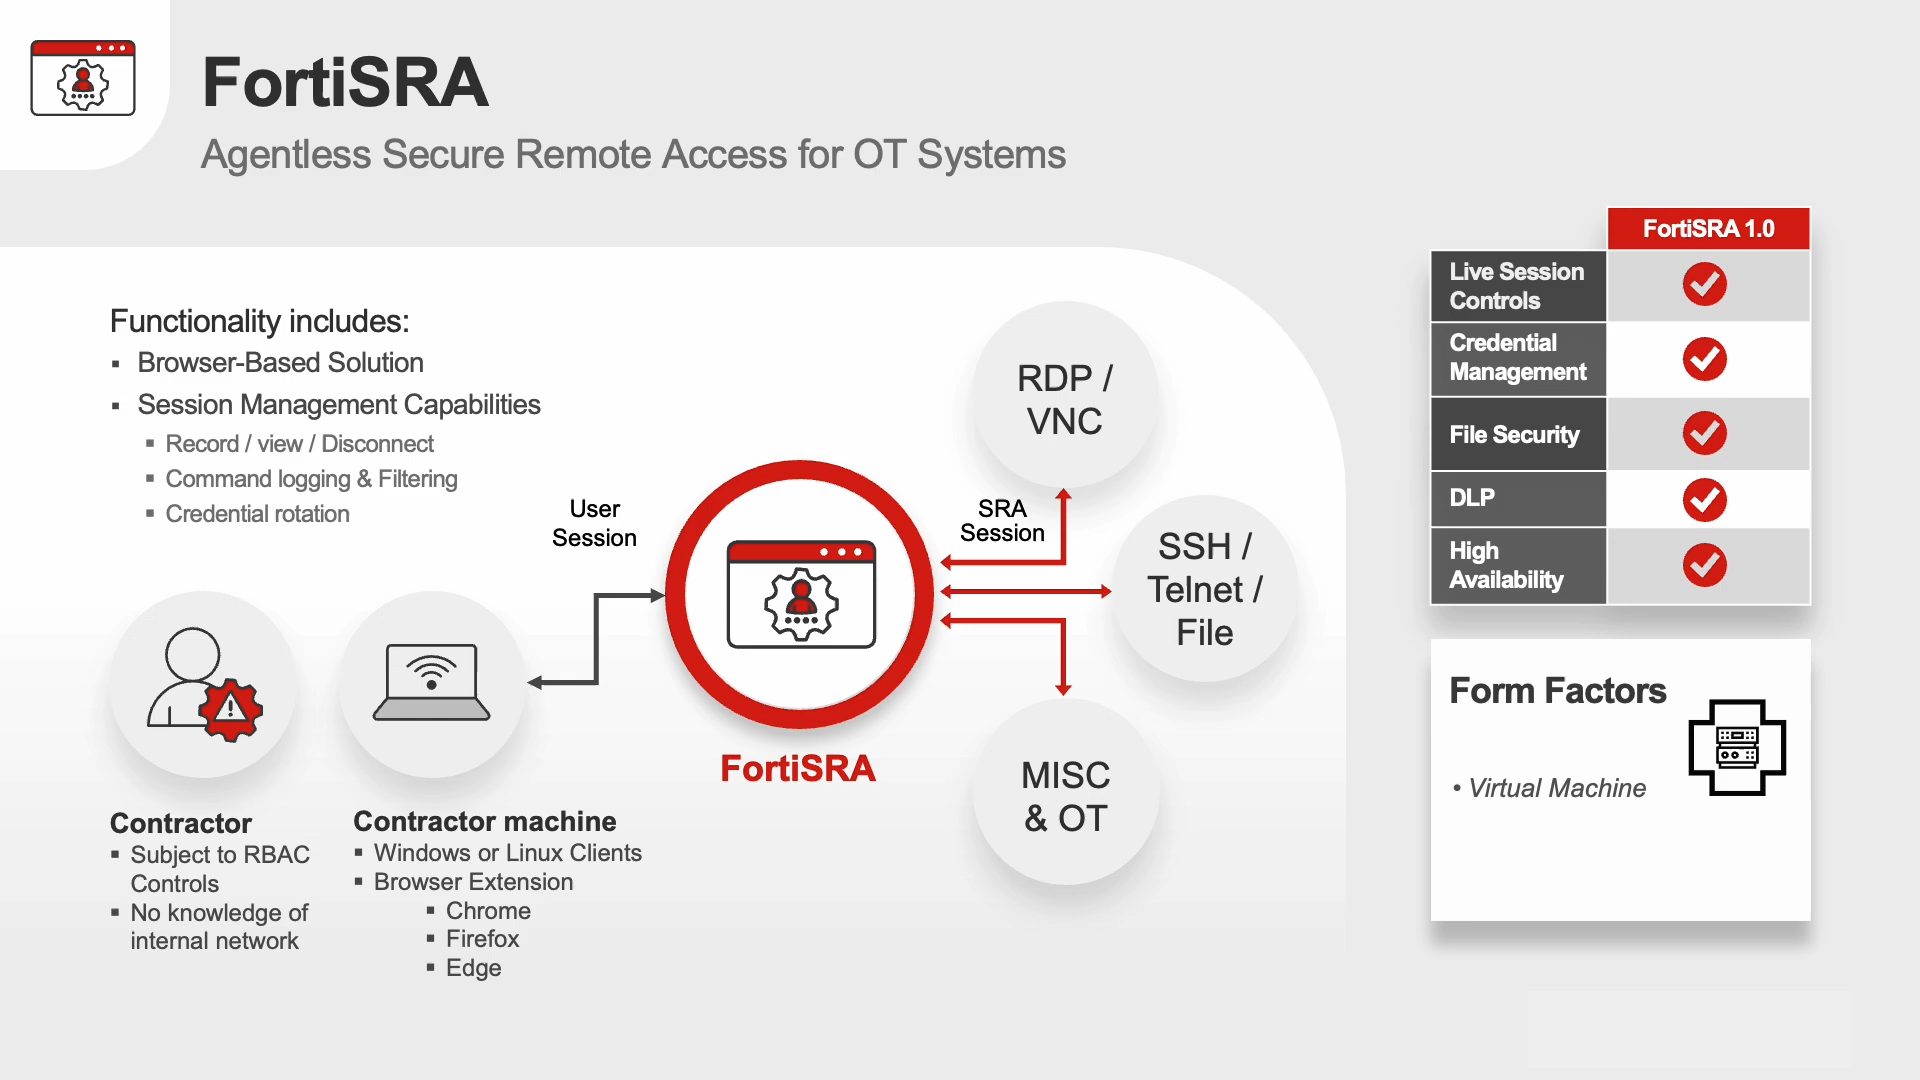 FortiSRA
Agentless Secure Remote Access for OT Systems
Functionality includes:
▪ Browser-Based Solution
▪ Session Management Capabilities
▪ Record / view / Disconnect
▪ Command logging & Filtering
▪ Credential rotation
User
Session
SRA
Session
RDP /
VNC
SSH /
Telnet /
File
MISC
& OT
FortiSRA
Contractor
▪ Subject to RBAC
Controls
▪ No knowledge of
internal network
Contractor machine
▪ Windows or Linux Clients
▪ Browser Extension
▪ Chrome
▪ Firefox
▪ Edge
FortiSRA 1.0
Live Session
Controls
Credential
Management
File Security
DLP
High
Availability
Form Factors
• Virtual Machine